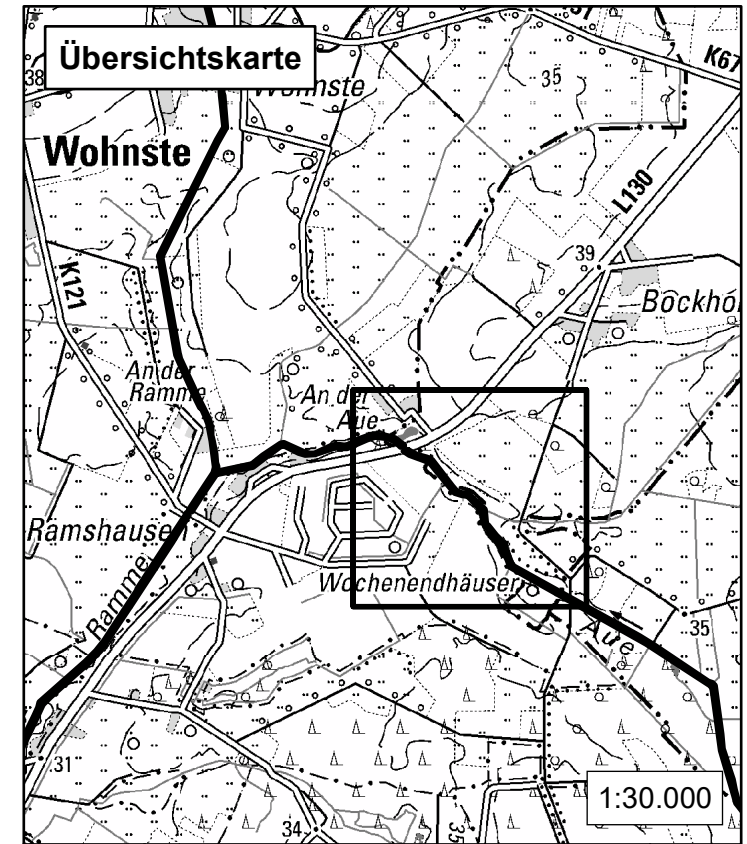 Übersichtskarte
K67
38
35
Wohnste
Wohnste
L130
K121
39
An der
Ramme
An der
Aue
Ramshausen
Wochenendhäuser
Ramme
Aue
35
31
34
35
1:30.000